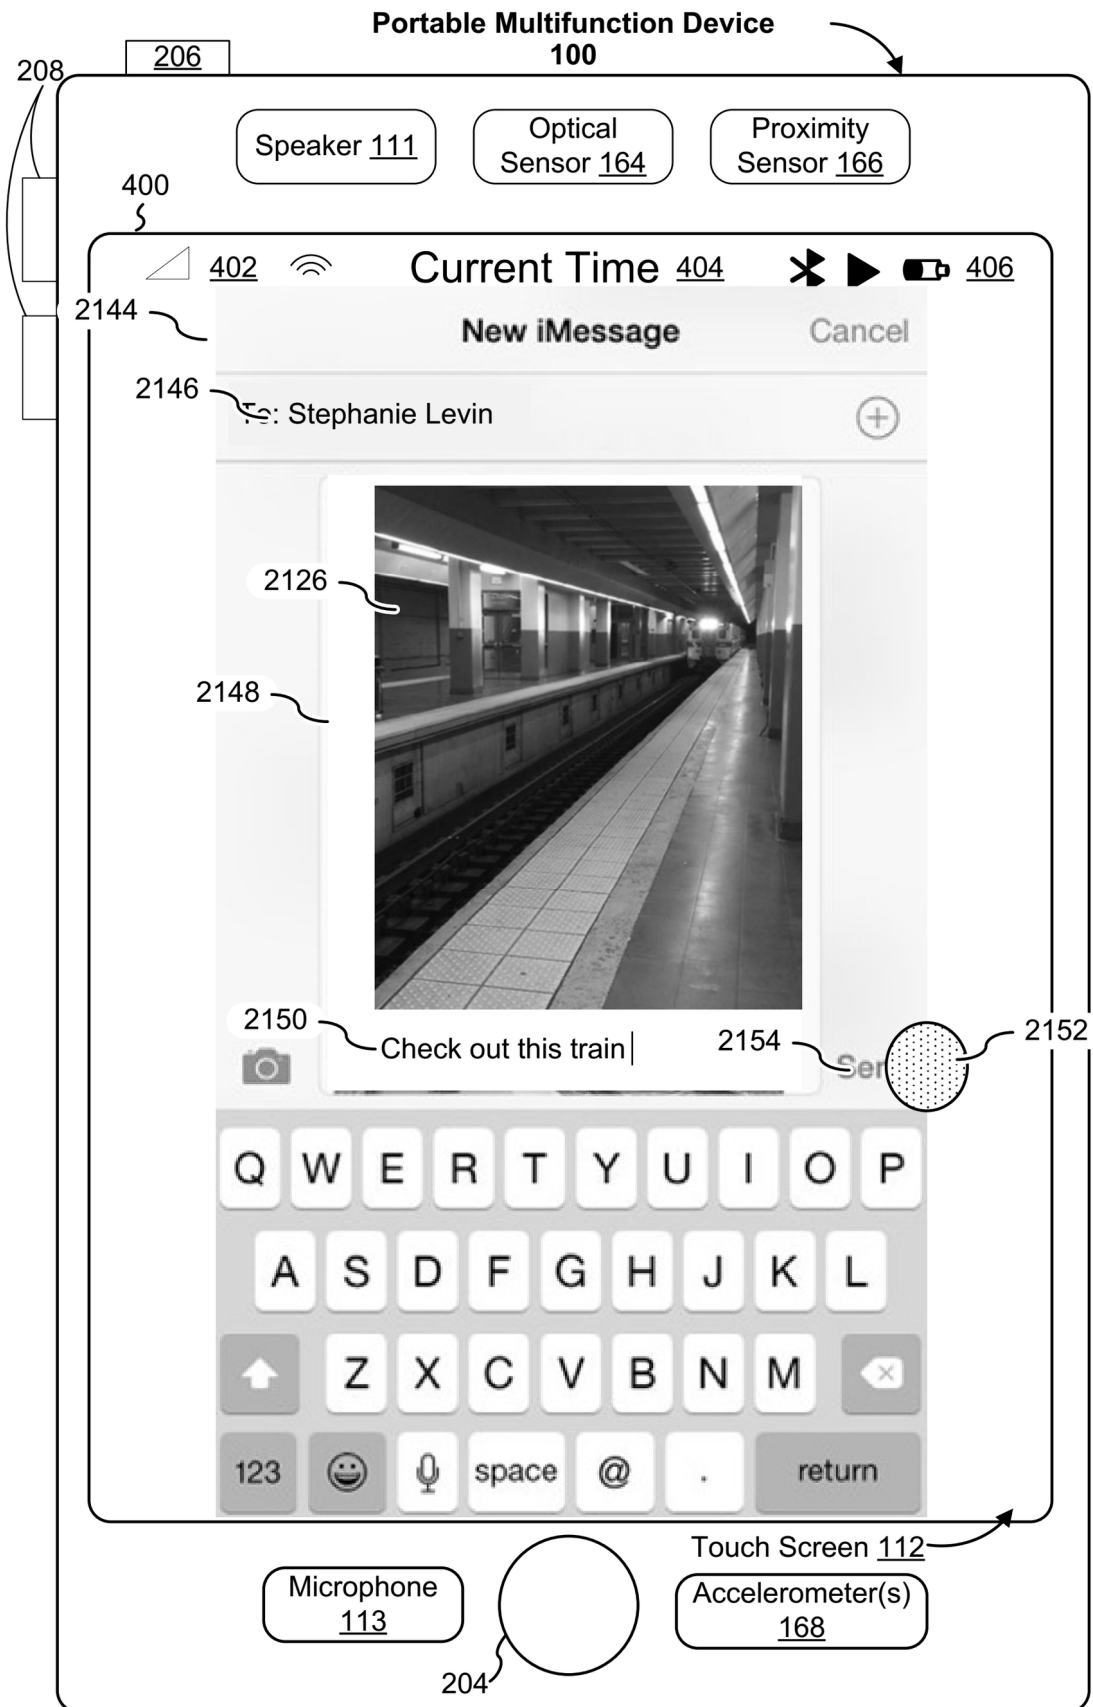 Portable Multifunction Device
100
206
208
Speaker 111
Optical
Sensor 164
Proximity
Sensor 166
400
402
Current Time 404
406
2144
New iMessage
Cancel
2146
To: Stephanie Levin
2126
2148
2150
Check out this train
2154
2152
Q W E R T Y U I O P
A S D F G H J K L
Z X C V B N M
123 space @ . return
Touch Screen 112
Microphone
113
Accelerometer(s)
168
204